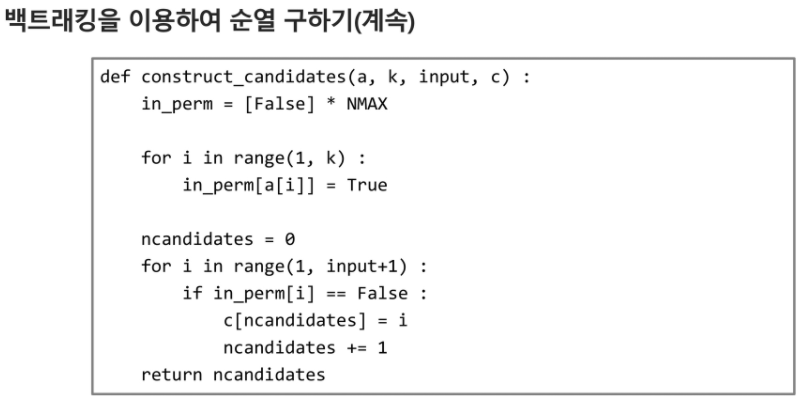 백트래킹을 이용하여 순열 구하기(계속)
def construct_candidates(a, k, input, c) :
    in_perm = [False] * NMAX

    for i in range(1, k) :
        in_perm[a[i]] = True

    ncandidates = 0
    for i in range(1, input+1) :
        if in_perm[i] == False :
            c[ncandidates] = i
            ncandidates += 1
    return ncandidates